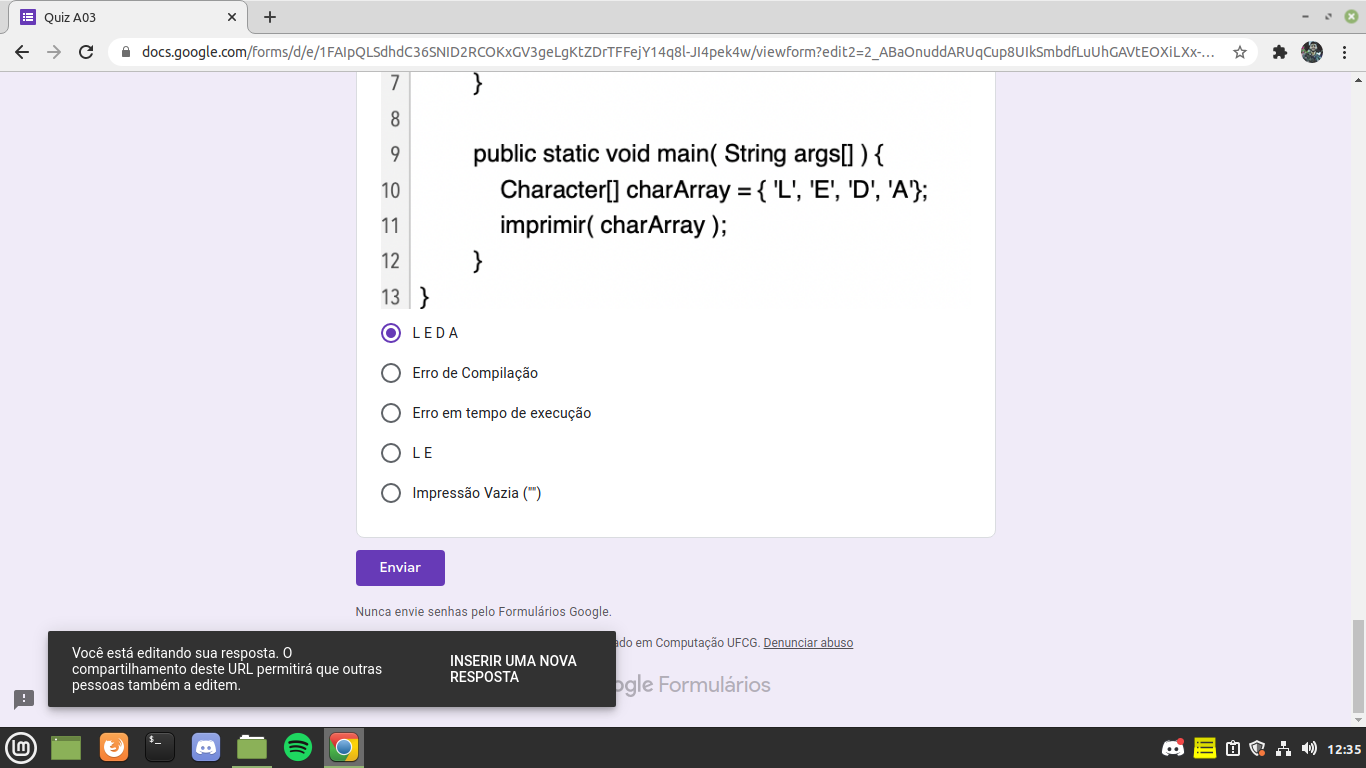 Quiz A03
docs.google.com/forms/d/e/1FAIpQLSdhdC36SNID2RCOKxGV3geLgKtZDrTFFejY14q8l-JI4pek4w/viewform?edit2=2_ABaOnuddARUqCup8UIkSmbdfLuUhGAVtEOXiLXx-...
7 }
8
9 public static void main( String args[] ) {
10 Character[] charArray = { 'L', 'E', 'D', 'A'};
11 imprimir( charArray );
12 }
13 }
L E D A
Erro de Compilação
Erro em tempo de execução
L E
Impressão Vazia ("")
Enviar
Nunca envie senhas pelo Formulários Google.
ado em Computação UFCG. Denunciar abuso
Você está editando sua resposta. O
compartilhamento deste URL permitirá que outras
pessoas também a editem.
INSERIR UMA NOVA
RESPOSTA
ogle Formulários
12:35